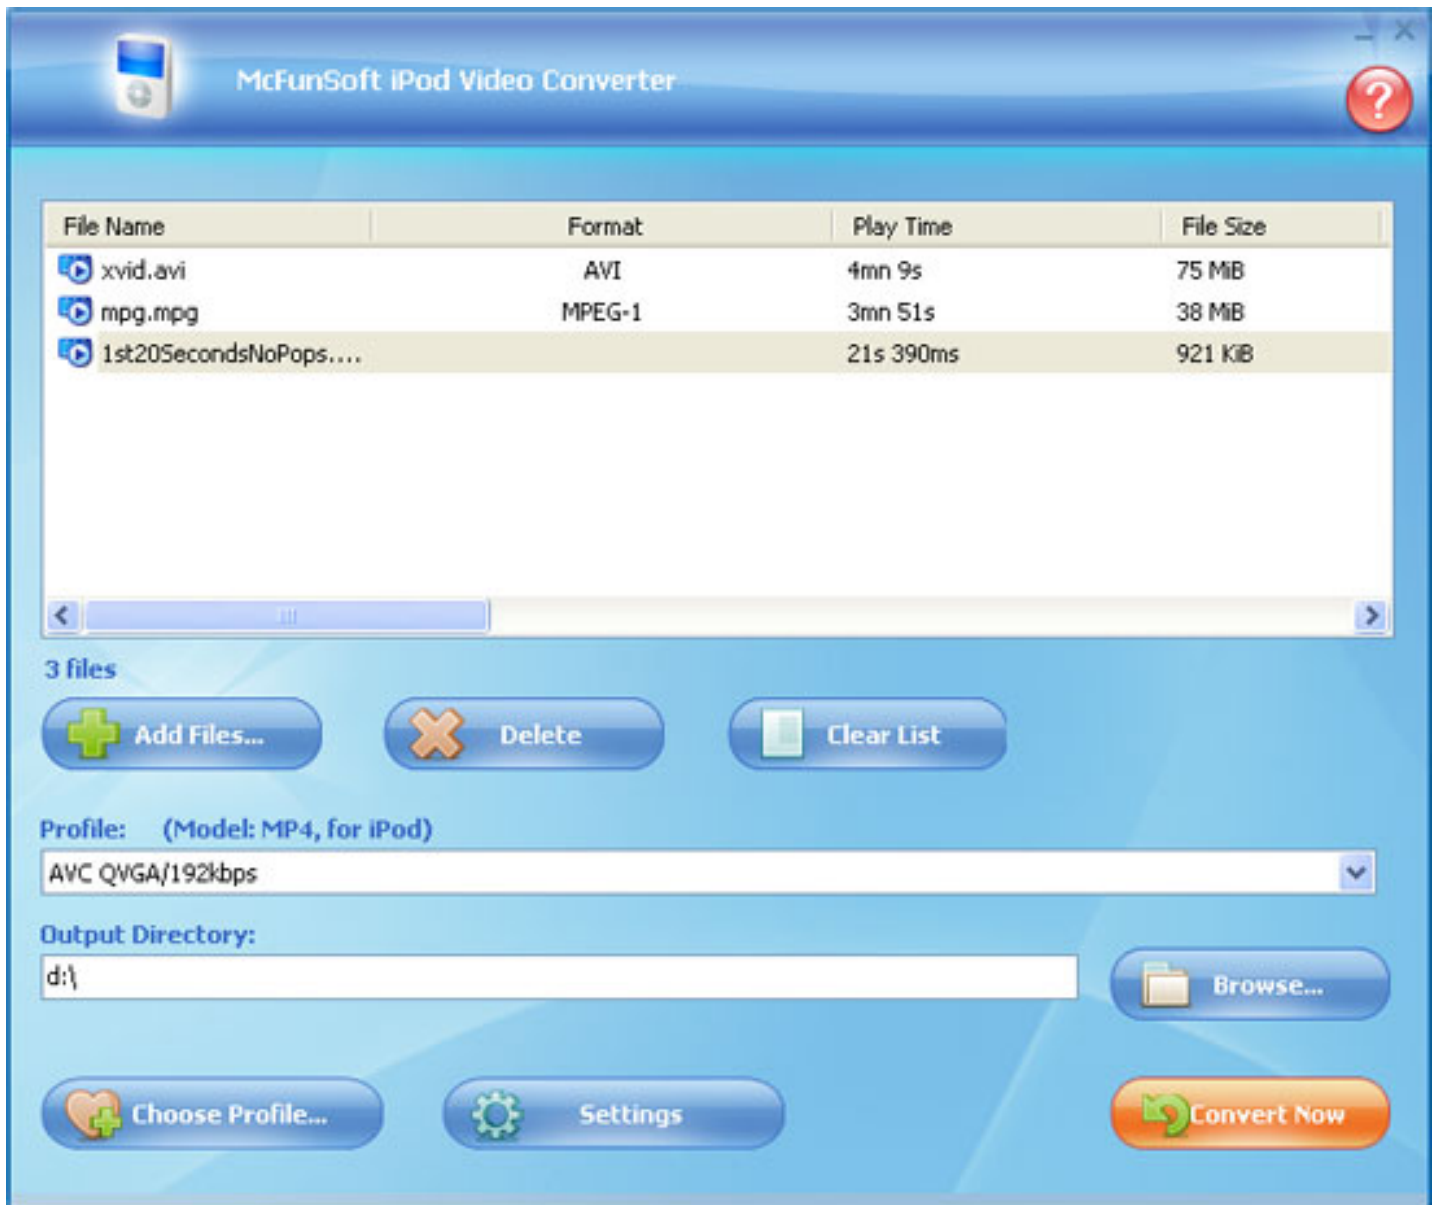 McFunSoft iPod Video Converter
?
File Name Format Play Time File Size
xvid.avi AVI 4mn 9s 75 MiB
mpg.mpg MPEG-1 3mn 51s 38 MiB
1st20SecondsNoPops.... 21s 390ms 921 KiB
3 files
Add Files... Delete Clear List
Profile: (Model: MP4, for iPod)
AVC QVGA/192kbps
Output Directory:
d:\
Browse...
Choose Profile... Settings Convert Now